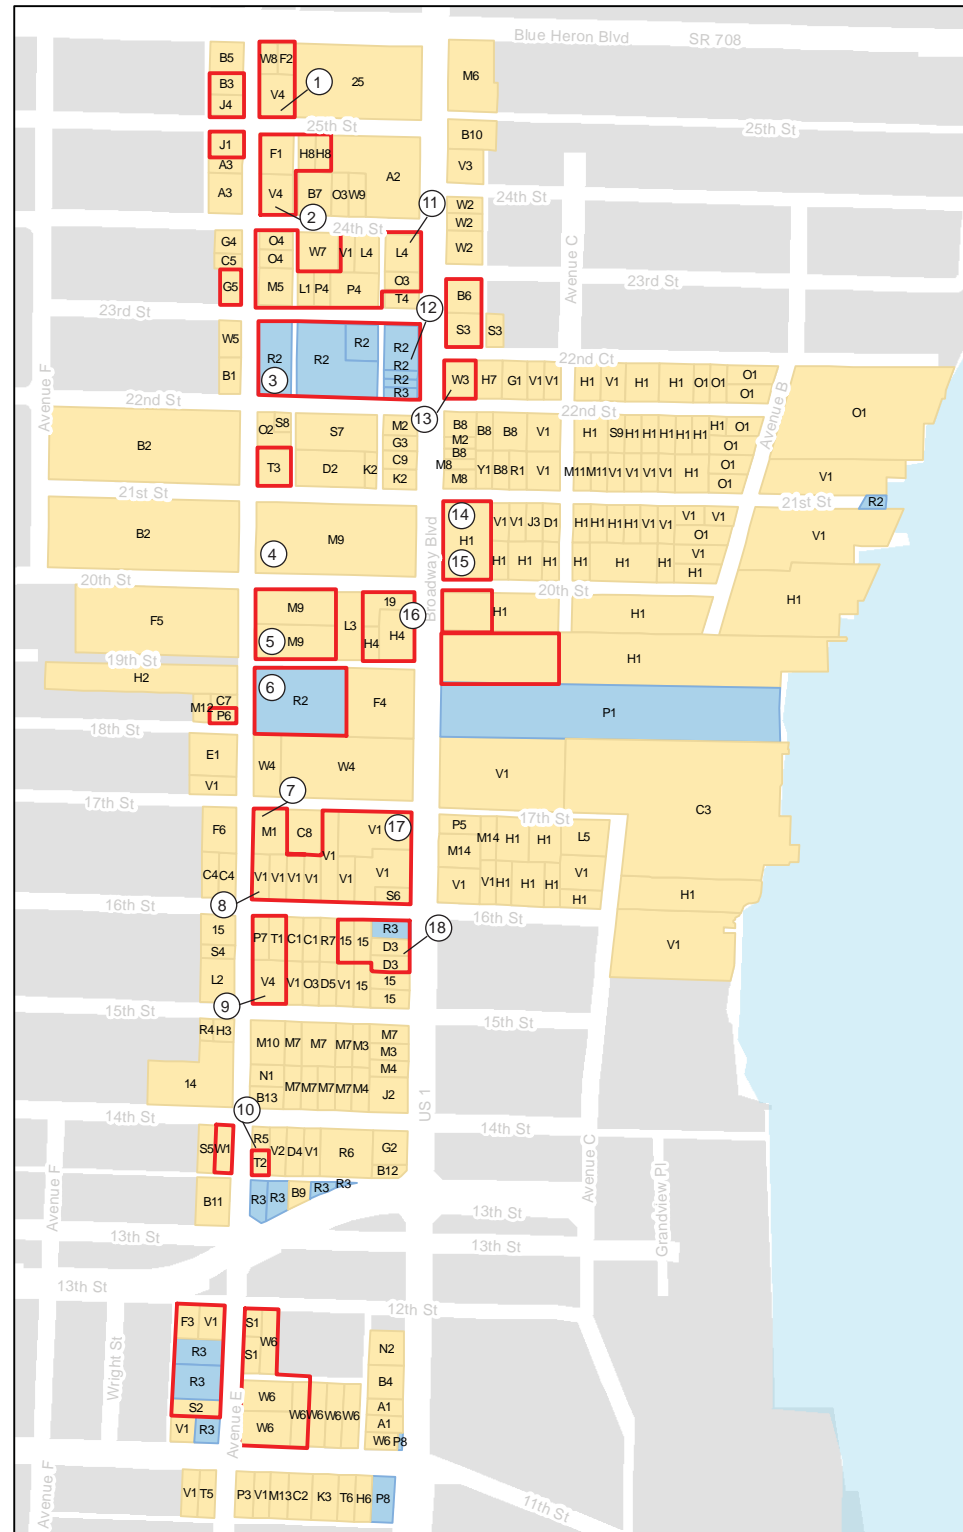 Blue Heron Blvd SR 708
B5 W8 F2 25 M6
B3 J4 V4 1
25th St 25th St
J1 A3 A3 F1 H8 H8 A2 B10 V3
V4 B7 O3 W9 2 11
24th St 24th St
W2 W2 W2
G4 C5 G5 O4 O4 M5 W7 V1 L4 L4 O3 T4
L1 P4 P4 B6 S3 S3
23rd St 23rd St
Avenue C
12
W5 B1 R2 R2 R2 R2 R2 R2 R3 3
22nd Ct
W3 H7 G1 V1 V1 H1 V1 H1 H1 O1 O1 O1 O1
13
22nd St 22nd St
Avenue F Avenue B
B2 O2 S8 T3 S7 D2 K2 M2 G3 C9 K2
B8 M2 B8 M8 M8 B8 B8 V1 Y1 B8 R1 V1
H1 S9 H1 H1 H1 H1 H1 H1 O1 O1 O1 O1 O1
M11 M11 V1 V1 V1 V1 H1 V1
21st St 21st St
R2
B2 M9 4 14 H1 15
V1 V1 J3 D1 H1 H1 H1 H1 V1 V1 V1 V1 O1 V1 H1 V1
H1 H1 H1 H1 H1 H1
Broadway Blvd
20th St 20th St
F5 M9 M9 5 L3 19 H4 H4 16 H1 H1 H1
19th St
H2 H1
M12 C7 P6 6 R2 F4 P1
18th St
E1 V1 W4 W4 V1 C3
17th St 17th St
7 M1 C8 V1 17 V1
F6 C4 C4 V1 V1 V1 V1 V1 V1 S6
P5 M14 M14 H1 H1 L5 V1 V1 H1 H1 H1 V1 H1 H1
8
16th St 16th St
V1
15 S4 L2 P7 T1 C1 C1 R7 15 15 R3 D3 D3 18
V4 V1 O3 D5 V1 15 15 15
9
15th St 15th St
R4 H3 14 M10 M7 M7 M7 M3 M7 M3 M4 J2
N1 B13 M7 M7 M7 M7 M4
10
14th St 14th St
US 1
S5 W1 R5 T2 V2 D4 V1 R6 G2 B12
B11 R3 R3 B9 R3 R3
Avenue F Avenue C Grandview Pl
13th St
13th St
13th St
12th St
Wright St
F3 V1 R3 R3 S2 V1 R3
S1 S1 W6 N2 B4 A1 A1 W6 P8
W6 W6 W6 W6 W6 W6
Avenue E
Avenue F
V1 T5 P3 V1 M13 C2 K3 T6 H6 P8
11th St